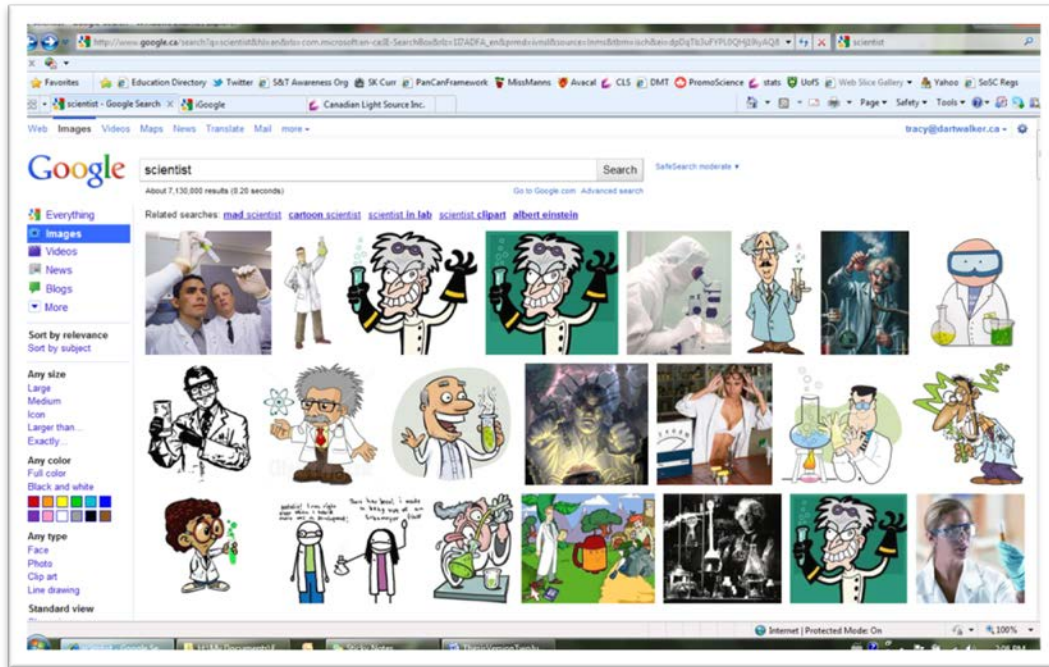 scientist
Favorites Education Directory Twitter S&T Awareness Org SK Curr PanCanFramework MissManns Avacal CLS DMT PromoScience stats UofS Web Slice Gallery Yahoo SoSC Regs
scientist - Google Search iGoogle Canadian Light Source Inc. Page Safety Tools
Web Images Videos Maps News Translate Mail more tracy@dartwalker.ca
Google scientist Search SafeSearch moderate
About 7,130,000 results (0.20 seconds) Go to Google.com Advanced search
Everything Related searches: mad scientist cartoon scientist scientist in lab scientist clipart albert einstein
Images
Videos
News
Blogs
More
Sort by relevance
Sort by subject
Any size
Large
Medium
Icon
Larger than...
Exactly...
Any color
Full color
Black and white
Any type
Face
Photo
Clip art
Line drawing
Standard view
Internet | Protected Mode: On 100%
2:08 PM